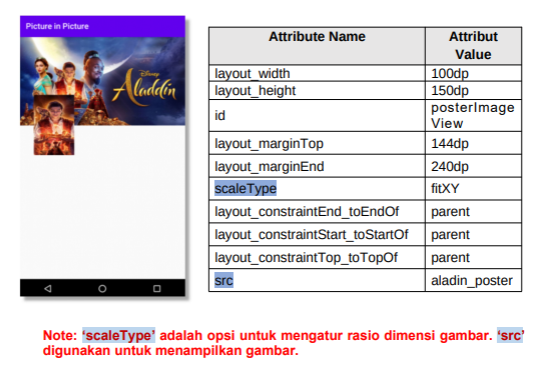 Picture in Picture
Disney
Aladdin
Attribute Name Attribut Value
layout_width 100dp
layout_height 150dp
id posterImage View
layout_marginTop 144dp
layout_marginEnd 240dp
scaleType fitXY
layout_constraintEnd_toEndOf parent
layout_constraintStart_toStartOf parent
layout_constraintTop_toTopOf parent
src aladin_poster
Note: ‘scaleType’ adalah opsi untuk mengatur rasio dimensi gambar. ‘src’
digunakan untuk menampilkan gambar.